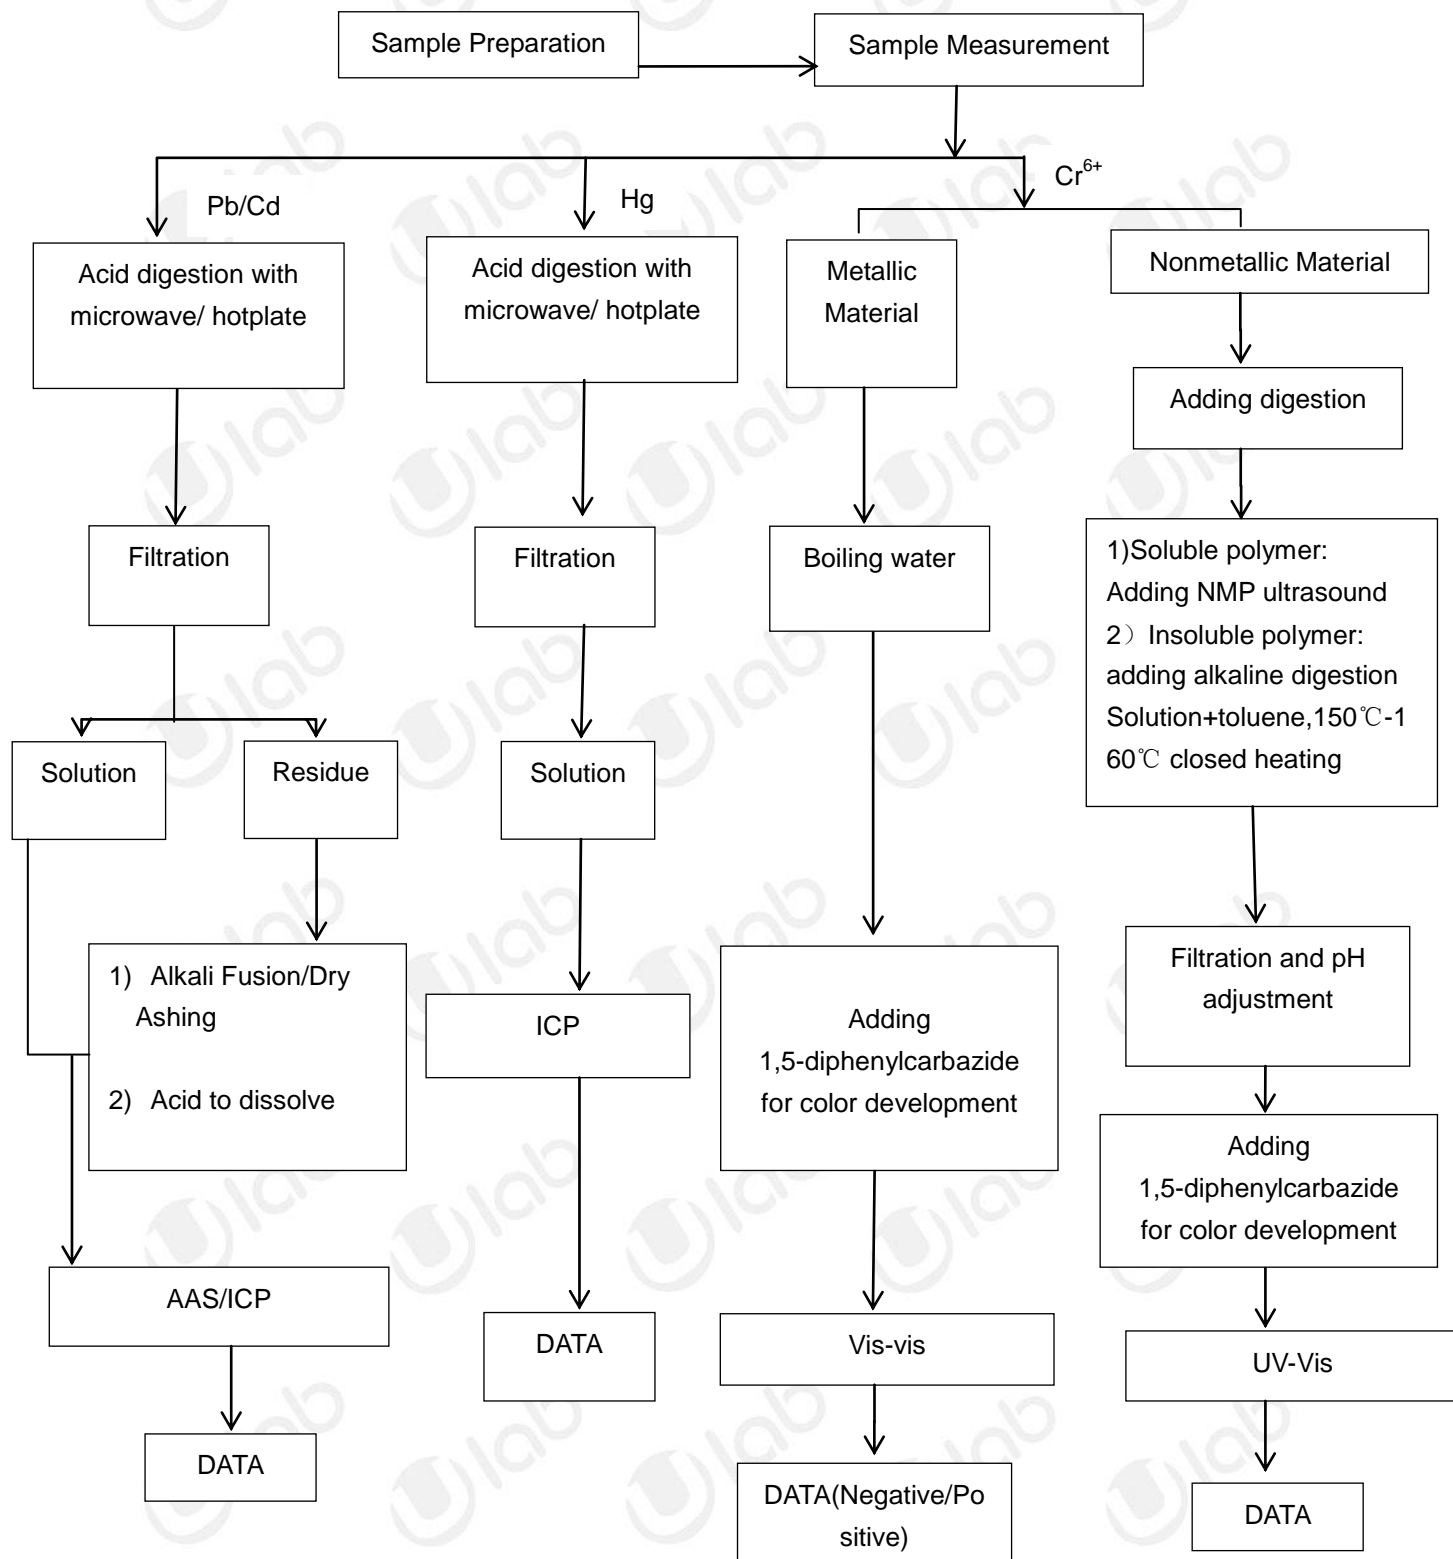 Sample Preparation
Sample Measurement
Pb/Cd
Hg
Cr6+
Acid digestion with
microwave/ hotplate
Acid digestion with
microwave/ hotplate
Metallic
Material
Nonmetallic Material
Adding digestion
Filtration
Filtration
Boiling water
1)Soluble polymer:
Adding NMP ultrasound
2）Insoluble polymer:
adding alkaline digestion
Solution+toluene,150℃-1
60℃ closed heating
Solution
Residue
Solution
1) Alkali Fusion/Dry
Ashing
2) Acid to dissolve
ICP
Adding
1,5-diphenylcarbazide
for color development
Filtration and pH
adjustment
Adding
1,5-diphenylcarbazide
for color development
AAS/ICP
DATA
Vis-vis
UV-Vis
DATA
DATA(Negative/Po
sitive)
DATA
Ulab